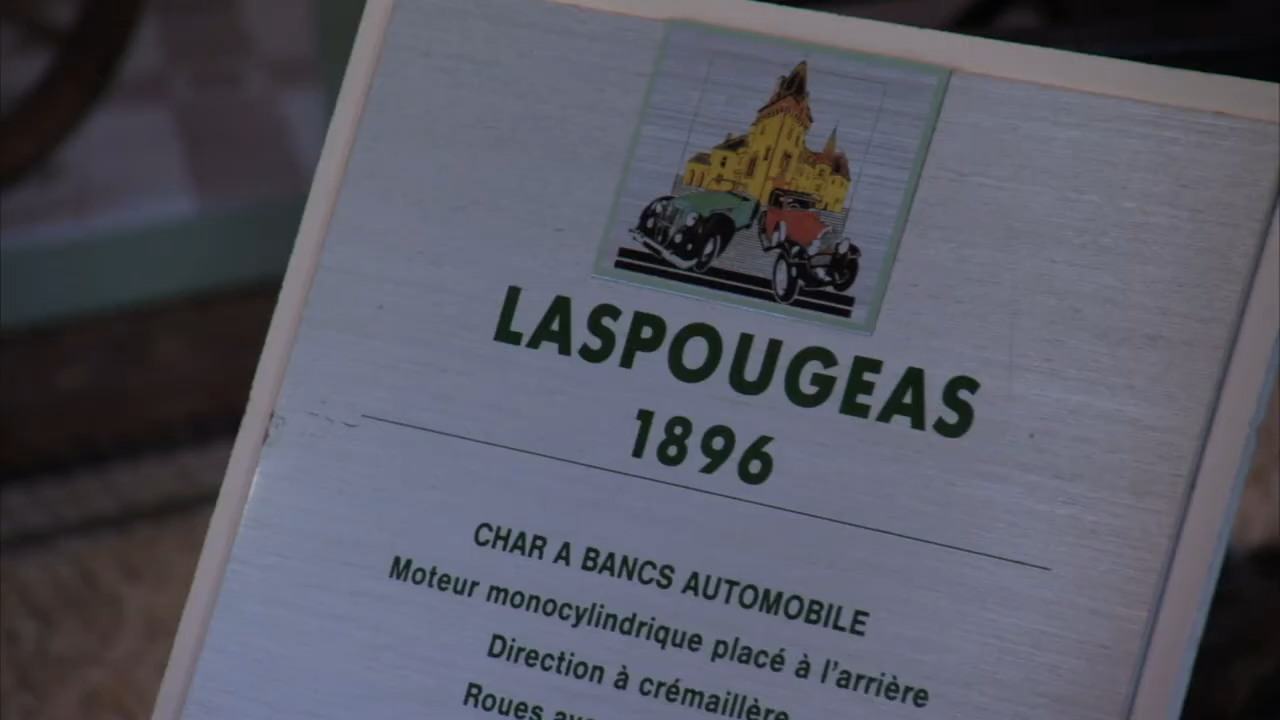 LASPOUGEAS
1896
CHAR A BANCS AUTOMOBILE
Moteur monocylindrique placé à l'arrière
Direction à crémaillère
Roues